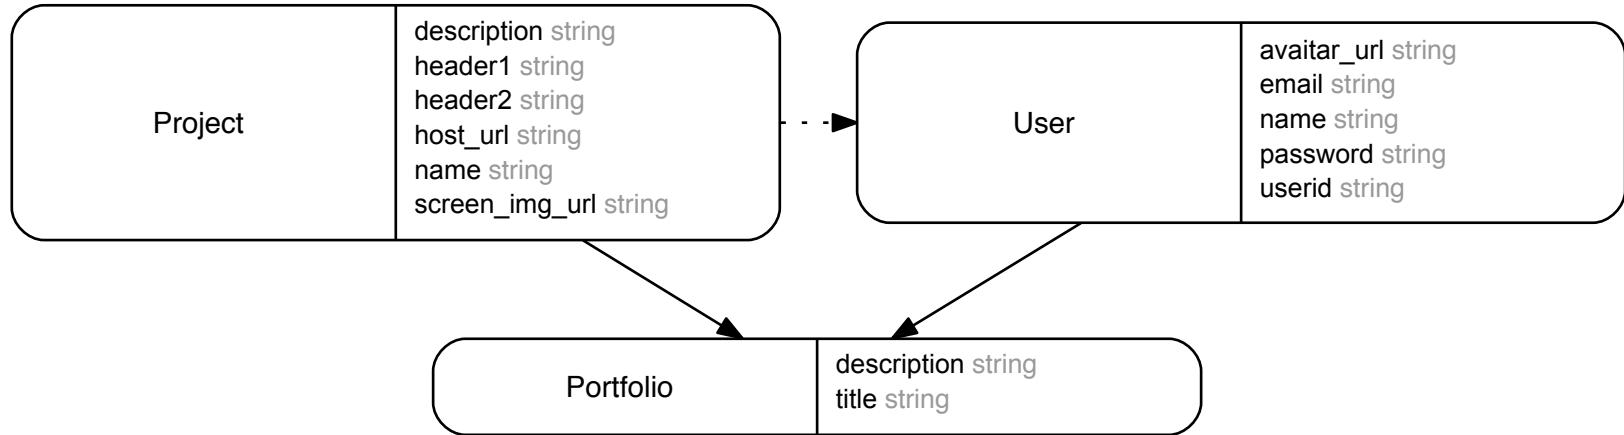 Project
description string
header1 string
header2 string
host_url string
name string
screen_img_url string
User
avaitar_url string
email string
name string
password string
userid string
Portfolio
description string
title string